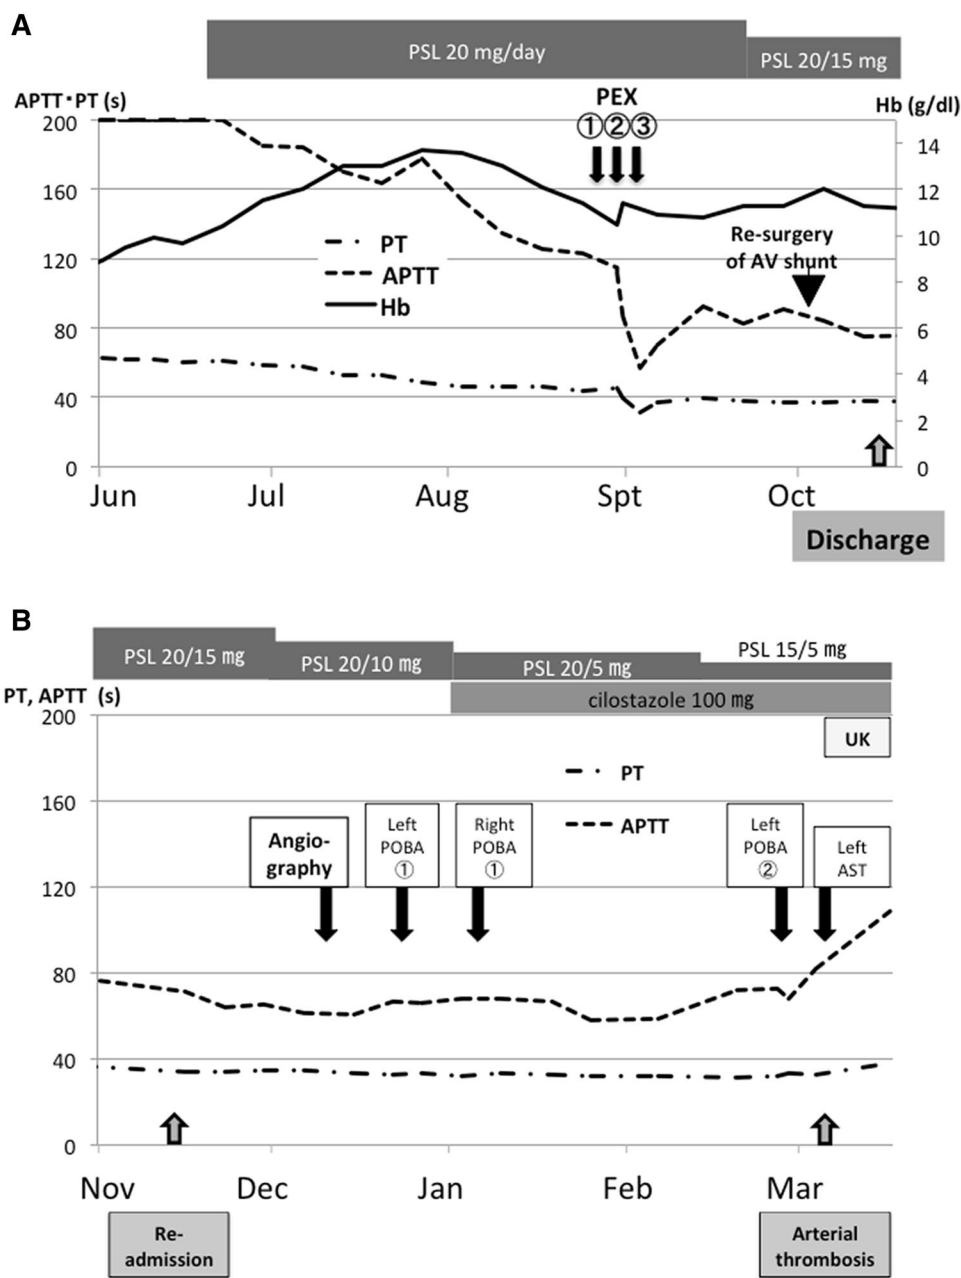 A
PSL 20 mg/day
PSL 20/15 mg
APTT・PT (s)
PEX
Hb (g/dl)
① ② ③
200
160
120
80
40
0
14
12
10
8
6
4
2
0
PT
APTT
Hb
Re-surgery
of AV shunt
Jun
Jul
Aug
Spt
Oct
Discharge
B
PSL 20/15 mg
PSL 20/10 mg
PSL 20/5 mg
PSL 15/5 mg
cilostazole 100 mg
PT, APTT (s)
200
160
120
80
40
0
UK
PT
APTT
Angio-
graphy
Left
POBA
①
Right
POBA
①
Left
POBA
②
Left
AST
Nov
Dec
Jan
Feb
Mar
Re-
admission
Arterial
thrombosis